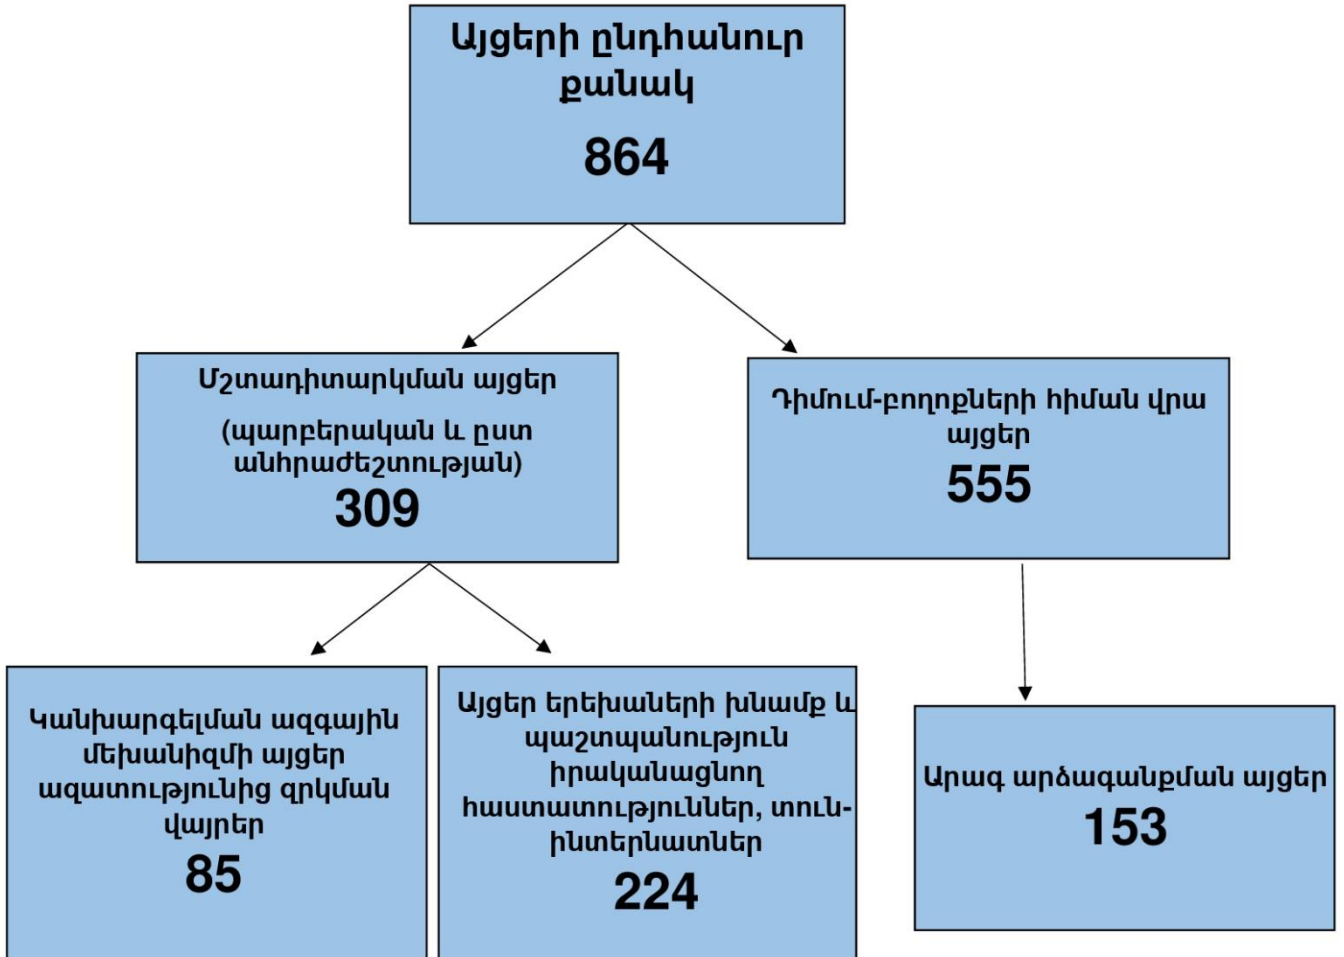 Այցերի ընդհանուր
քանակ
864
Մշտադիտարկման այցեր
(պարբերական և ըստ
անհրաժեշտության)
309
Դիմում-բողոքների հիման վրա
այցեր
555
Կանխարգելման ազգային
մեխանիզմի այցեր
ազատությունից զրկման
վայրեր
85
Այցեր երեխաների խնամք և
պաշտպանություն
իրականացնող
հաստատություններ, տուն-
ինտերնատներ
224
Արագ արձագանքման այցեր
153